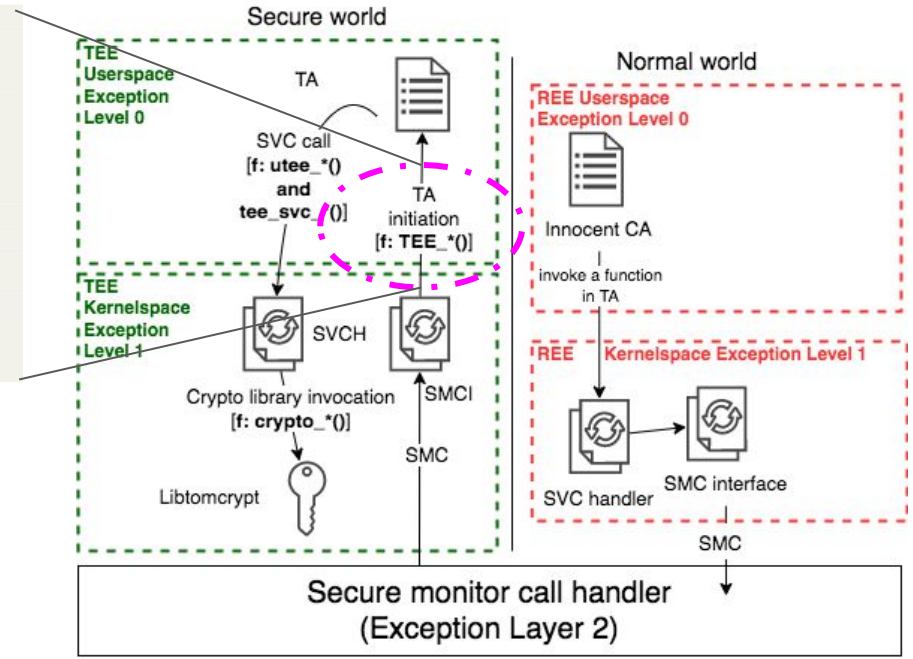 Secure world
TEE
Userspace
Exception
Level 0
TA
SVC call
[f: utee_*()
and
tee_svc_*()]
TA
initiation
[f: TEE_*()]
TEE
Kernelspace
Exception
Level 1
SVCH
SMCI
Crypto library invocation
[f: crypto_*()]
Libtomcrypt
SMC
Normal world
REE Userspace
Exception Level 0
Innocent CA
invoke a function
in TA
REE Kernelspace Exception Level 1
SVC handler
SMC interface
SMC
Secure monitor call handler
(Exception Layer 2)